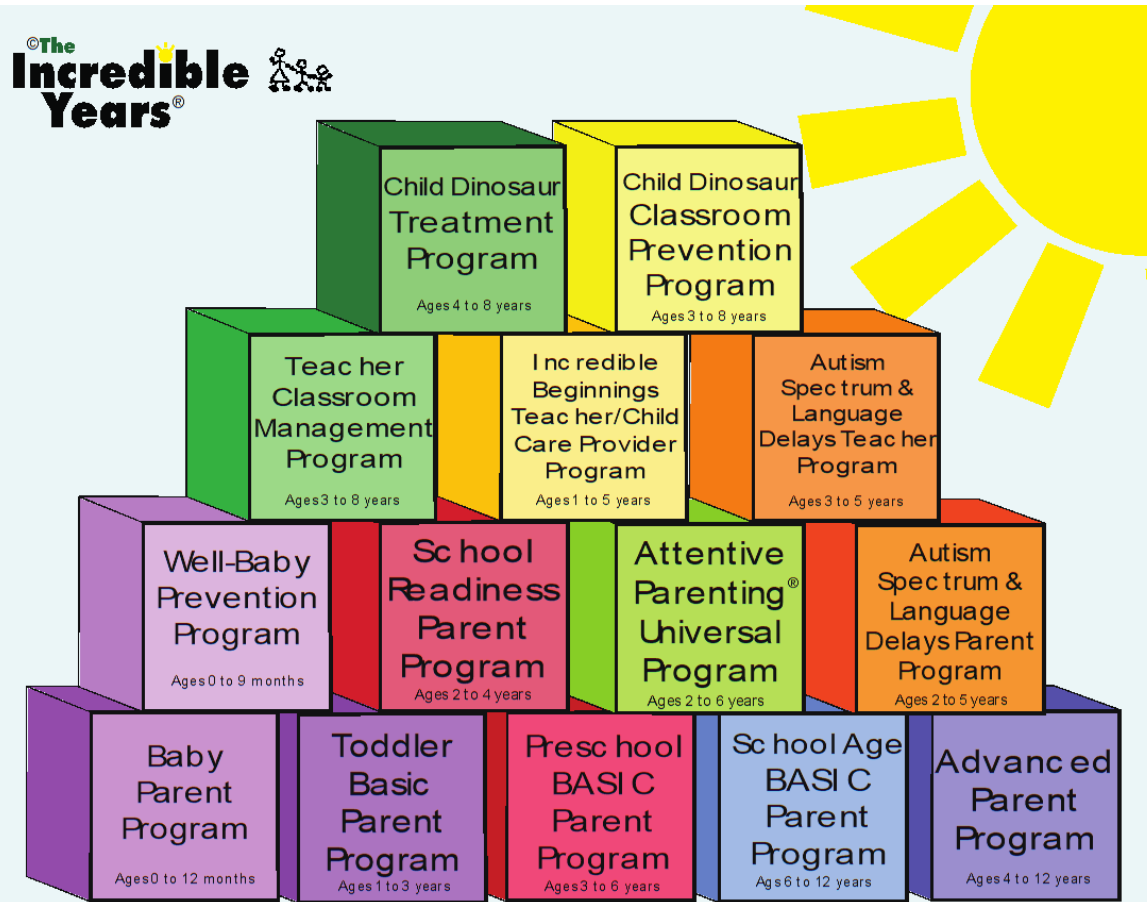 ©The
Incredible
Years®
Child Dinosaur
Treatment
Program
Ages 4 to 8 years
Child Dinosaur
Classroom
Prevention
Program
Ages 3 to 8 years
Teacher
Classroom
Management
Program
Ages 3 to 8 years
Incredible
Beginnings
Teacher/Child
Care Provider
Program
Ages 1 to 5 years
Autism
Spectrum &
Language
Delays Teacher
Program
Ages 3 to 5 years
Well-Baby
Prevention
Program
Ages 0 to 9 months
School
Readiness
Parent
Program
Ages 2 to 4 years
Attentive
Parenting®
Universal
Program
Ages 2 to 6 years
Autism
Spectrum &
Language
Delays Parent
Program
Ages 2 to 5 years
Baby
Parent
Program
Ages 0 to 12 months
Toddler
Basic
Parent
Program
Ages 1 to 3 years
Preschool
BASIC
Parent
Program
Ages 3 to 6 years
School Age
BASIC
Parent
Program
Ags 6 to 12 years
Advanced
Parent
Program
Ages 4 to 12 years